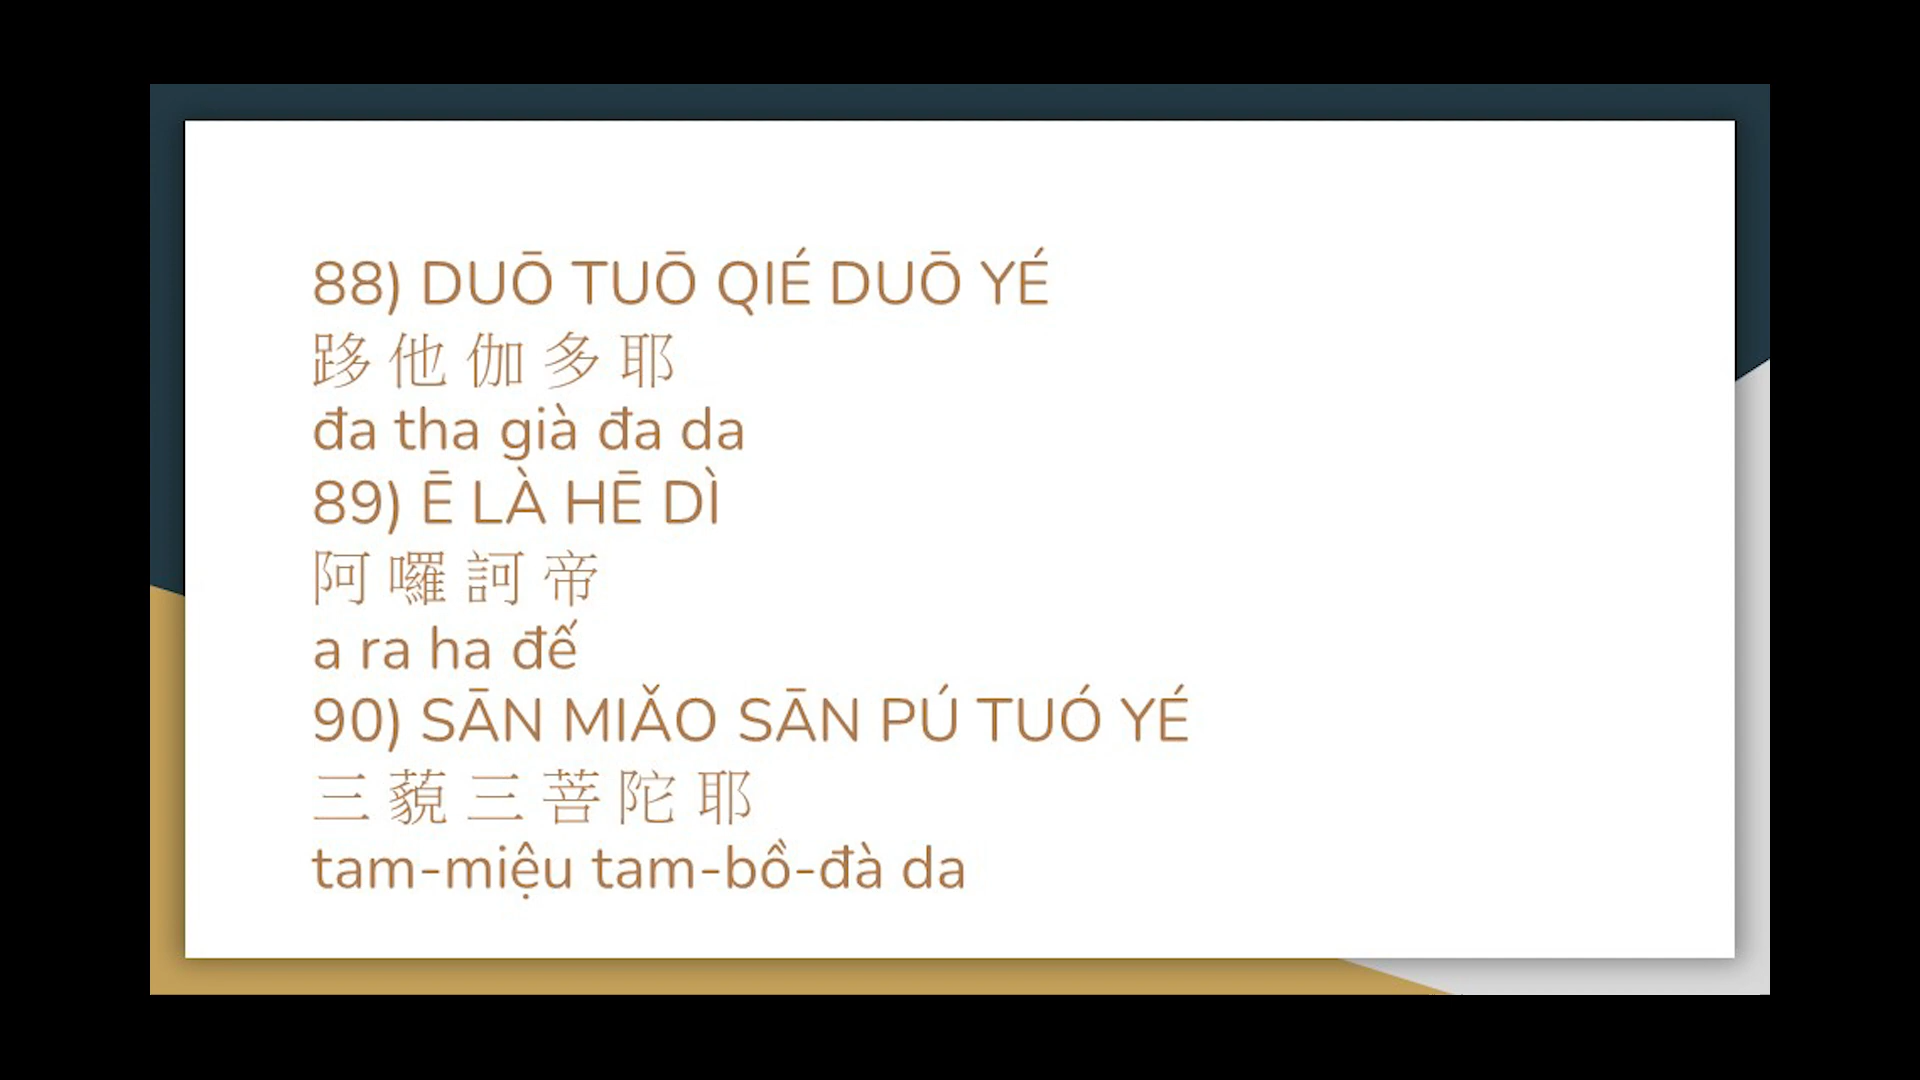 88) DUŌ TUŌ QIÉ DUŌ YÉ
跢 他 伽 多 耶
đa tha già đa da
89) Ē LÀ HĒ DÌ
阿 囉 訶 帝
a ra ha đế
90) SĀN MIǍO SĀN PÚ TUÓ YÉ
三 藐 三 菩 陀 耶
tam-miệu tam-bồ-đà da